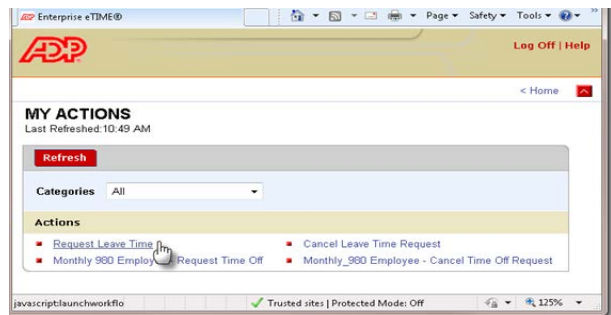 ADP Enterprise eTIME®
Page Safety Tools »
ADP
Log Off | Help
< Home
MY ACTIONS
Last Refreshed:10:49 AM
Refresh
Categories All
Actions
Request Leave Time Cancel Leave Time Request
Monthly 980 Request Time Off Monthly_980 Employee - Cancel Time Off Request
javascript:launchworkflo Trusted sites | Protected Mode: Off 125%